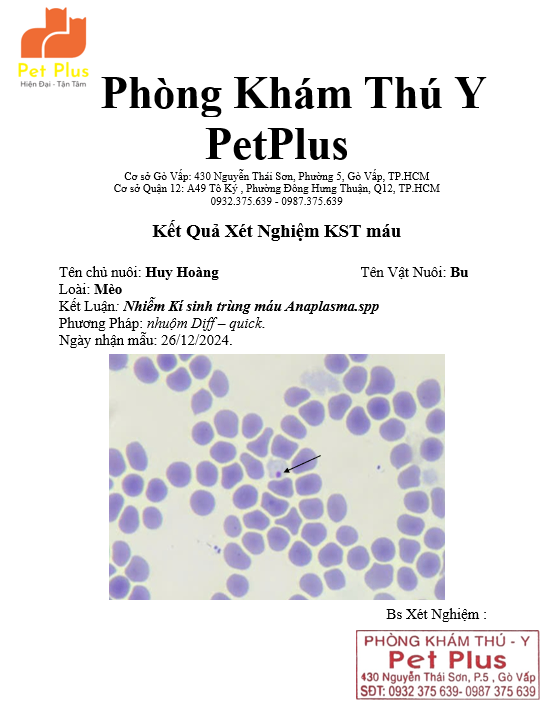 Pet Plus
Hiện Đại - Tận Tâm
Phòng Khám Thú Y
PetPlus
Cơ sở Gò Vấp: 430 Nguyễn Thái Sơn, Phường 5, Gò Vấp, TP.HCM
Cơ sở Quận 12: A49 Tô Ký , Phường Đông Hưng Thuận, Q12, TP.HCM
0932.375.639 - 0987.375.639
Kết Quả Xét Nghiệm KST máu
Tên chủ nuôi: Huy Hoàng Tên Vật Nuôi: Bu
Loài: Mèo
Kết Luận: Nhiễm Kí sinh trùng máu Anaplasma.spp
Phương Pháp: nhuộm Diff – quick.
Ngày nhận mẫu: 26/12/2024.
Bs Xét Nghiệm :
PHÒNG KHÁM THÚ - Y
Pet Plus
430 Nguyễn Thái Sơn, P.5 , Gò Vấp
SĐT: 0932 375 639- 0987 375 639